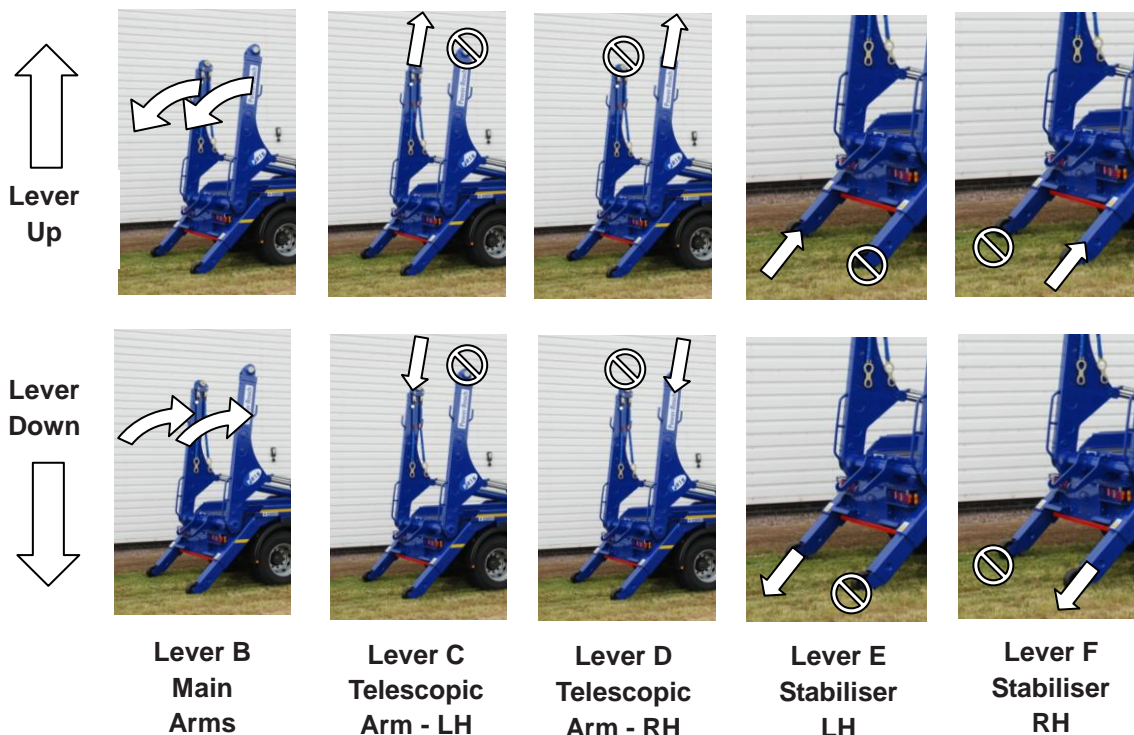 Lever
Up
Lever
Down
Lever B
Main
Arms
Lever C
Telescopic
Arm - LH
Lever D
Telescopic
Arm - RH
Lever E
Stabiliser
LH
Lever F
Stabiliser
RH